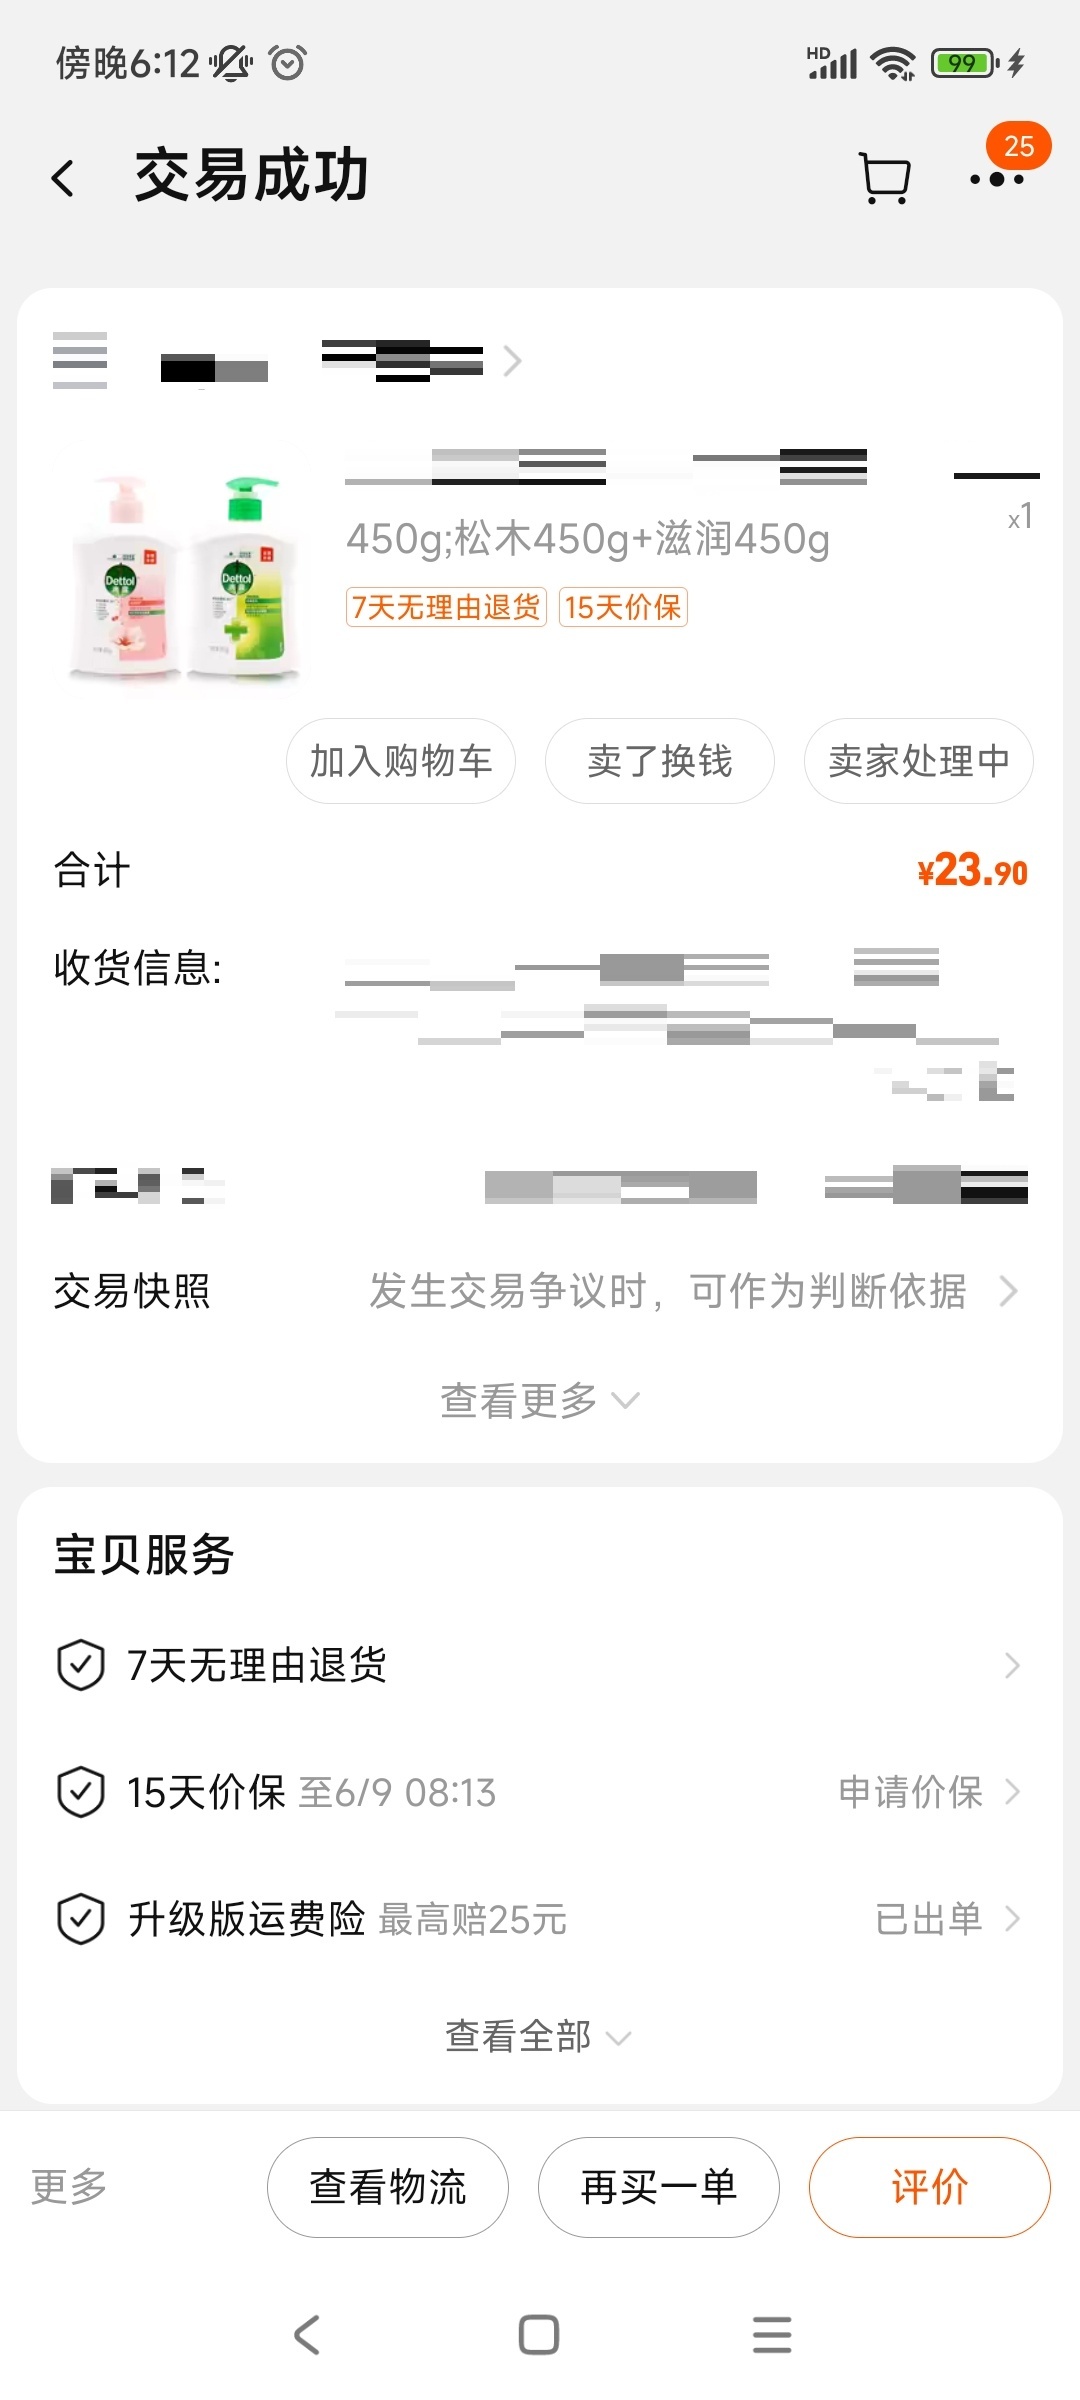 傍晚6:12
HD
99
交易成功
25
450g;松木450g+滋润450g
x1
7天无理由退货
15天价保
Dettol
Dettol
加入购物车
卖了换钱
卖家处理中
合计
¥23.90
收货信息:
交易快照
发生交易争议时，可作为判断依据
查看更多
宝贝服务
7天无理由退货
15天价保 至6/9 08:13
申请价保
升级版运费险 最高赔25元
已出单
查看全部
更多
查看物流
再买一单
评价